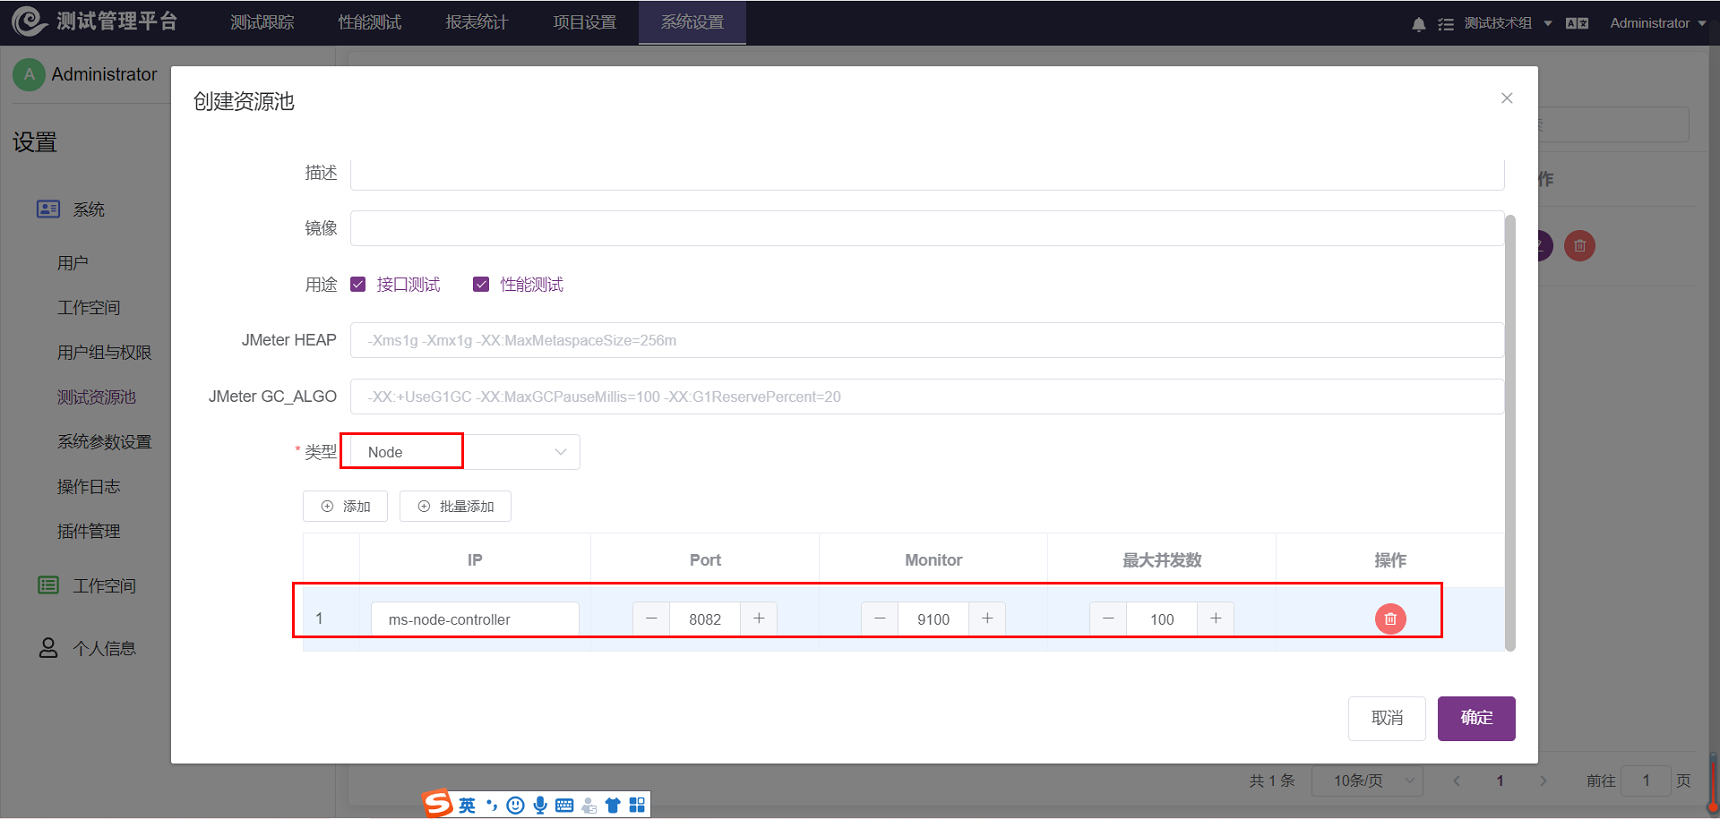 测试管理平台 测试跟踪 性能测试 报表统计 项目设置 系统设置 测试技术组 Administrator
A Administrator
创建资源池
设置
描述
作
镜像
系统
用户
用途 接口测试 性能测试
工作空间
JMeter HEAP -Xms1g -Xmx1g -XX:MaxMetaspaceSize=256m
用户组与权限
JMeter GC_ALGO -XX:+UseG1GC -XX:MaxGCPauseMillis=100 -XX:G1ReservePercent=20
测试资源池
系统参数设置
* 类型 Node
操作日志
添加 批量添加
插件管理
IP Port Monitor 最大并发数 操作
工作空间
1 ms-node-controller − 8082 + − 9100 + − 100 +
个人信息
取消 确定
共 1 条 10条/页 < 1 > 前往 1 页
S 英